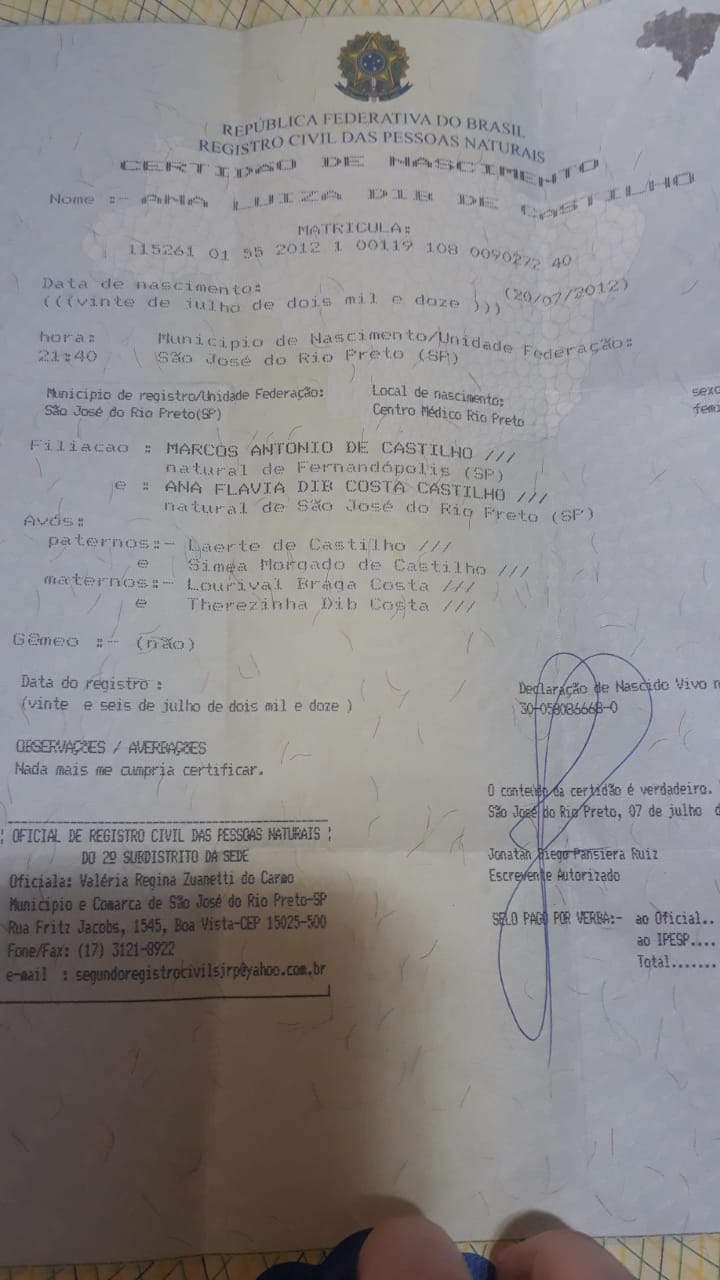 REPÚBLICA FEDERATIVA DO BRASIL
REGISTRO CIVIL DAS PESSOAS NATURAIS
CERTIDAO DE NASCIMENTO
Nome :- ANA LUIZA DIB DE CASTILHO
MATRICULA:
115261 01 55 2012 1 00119 108 0090272 40
Data de nascimento:
(((vinte de julho de dois mil e doze ))) (20/07/2012)
hora: Municipio de Nascimento/Unidade Federação:
21:40 São José do Rio Preto (SP)
Municipio de registro/Unidade Federação: Local de nascimento: sexo
São José do Rio Preto(SP) Centro Médico Rio Preto femi
Filiacao : MARCOS ANTONIO DE CASTILHO ///
natural de Fernandópolis (SP)
e : ANA FLAVIA DIB COSTA CASTILHO ///
natural de São José do Rio Preto (SP)
Avós:
paternos:- Laerte de Castilho ///
e Simea Morgado de Castilho ///
maternos:- Lourival Braga Costa ///
e Therezinha Dib Costa ///
Gêmeo :- (não)
Data do registro : Declaração de Nascido Vivo n
(vinte e seis de julho de dois mil e doze ) 30-058086668-0
OBSERVAÇÕES / AVERBAÇÕES
Nada mais me cumpria certificar.
O conteúdo da certidão é verdadeiro.
São José do Rio Preto, 07 de julho d
OFICIAL DE REGISTRO CIVIL DAS PESSOAS NATURAIS
DO 2º SUBDISTRITO DA SEDE
Oficiala: Valéria Regina Zuanetti do Carmo
Municipio e Comarca de São José do Rio Preto-SP
Rua Fritz Jacobs, 1545, Boa Vista-CEP 15025-500
Fone/Fax: (17) 3121-8922
e-mail : segundoregistrocivilsjrp@yahoo.com.br
Jonatan Diego Pansiera Ruiz
Escrevente Autorizado
SELO PAGO POR VERBA:- ao Oficial..
ao IPESP....
Total.......